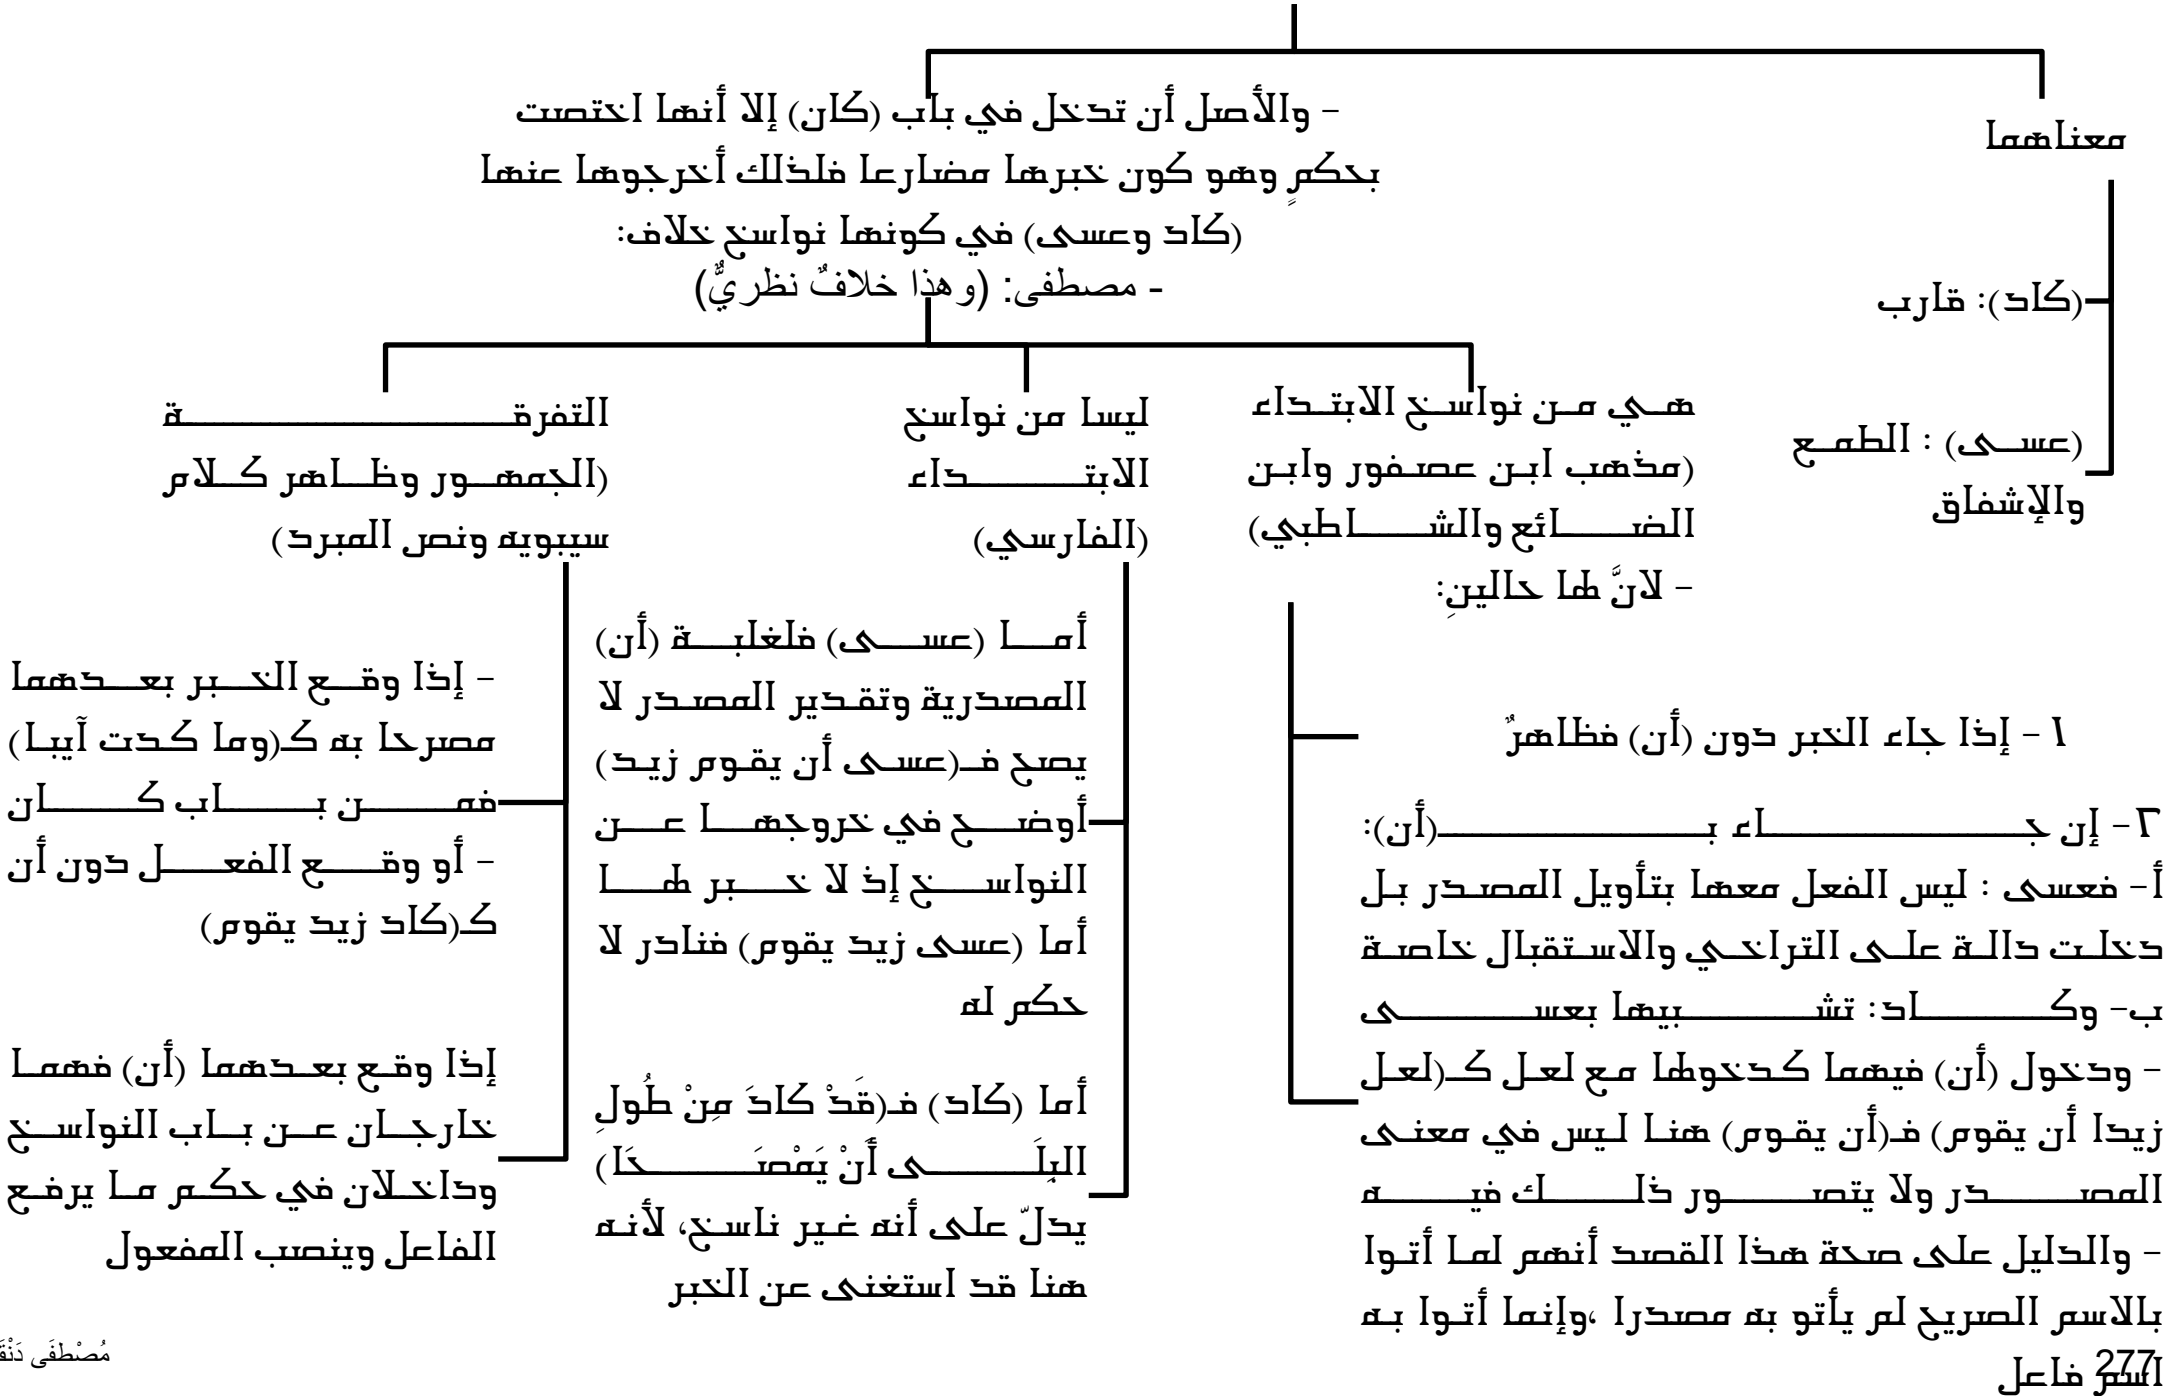 معناهما
(كاد): قارب
(عسى) : الطمع
والإشفاق
- والأصل أن تدخل في باب (كان) إلا أنها اختصت
بحكمٍ وهو كون خبرها مضارعا فلذلك أخرجوها عنها
(كاد وعسى) في كونها نواسخ خلاف:
- مصطفى: (وهذا خلافٌ نظريٌّ)
هي من نواسخ الابتداء
(مذهب ابن عصفور وابن
الضائع والشاطبي)
- لانَّ لها حالينِ:
١ - إذا جاء الخبر دون (أن) فظاهرٌ
٢- إن جاء بـ(أن):
أ- فعسى : ليس الفعل معها بتأويل المصدر بل
دخلت دالة على التراخي والاستقبال خاصة
ب- وكاد: تشبيها بعسى
- ودخول (أن) فيهما كدخولها مع لعل كـ(لعل
زيدا أن يقوم) فـ(أن يقوم) هنا ليس في معنى
المصدر ولا يتصور ذلك فيه
- والدليل على صحة هذا القصد أنهم لما أتوا
بالاسم الصريح لم يأتو به مصدرا ،وإنما أتوا به
اسم فاعل
ليسا من نواسخ
الابتداء
(الفارسي)
أما (عسى) فلغلبة (أن)
المصدرية وتقدير المصدر لا
يصح فـ(عسى أن يقوم زيد)
أوضح في خروجها عن
النواسخ إذ لا خبر لها
أما (عسى زيد يقوم) فنادر لا
حكم له
أما (كاد) فـ(قَدْ كادَ مِنْ طُولِ
البِلَى أَنْ يَمْصَحَا)
يدلّ على أنه غير ناسخ، لأنه
هنا قد استغنى عن الخبر
التفرقة
(الجمهور وظاهر كلام
سيبويه ونص المبرد)
- إذا وقع الخبر بعدهما
مصرحا به كـ(وما كدت آيبا)
فمن باب كان
- أو وقع الفعل دون أن
كـ(كاد زيد يقوم)
إذا وقع بعدهما (أن) فهما
خارجان عن باب النواسخ
وداخلان في حكم ما يرفع
الفاعل وينصب المفعول
277
مُصْطفَى